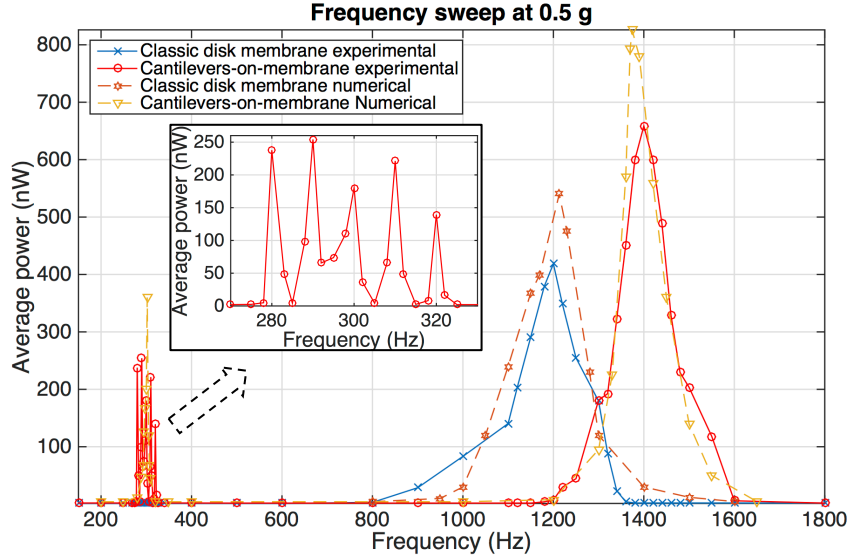 Frequency sweep at 0.5 g
Classic disk membrane experimental
Cantilevers-on-membrane experimental
Classic disk membrane numerical
Cantilevers-on-membrane Numerical
Average power (nW)
800
700
600
500
400
300
200
100
200 400 600 800 1000 1200 1400 1600 1800
Frequency (Hz)
Average power (nW)
250
200
150
100
50
0
280 300 320
Frequency (Hz)